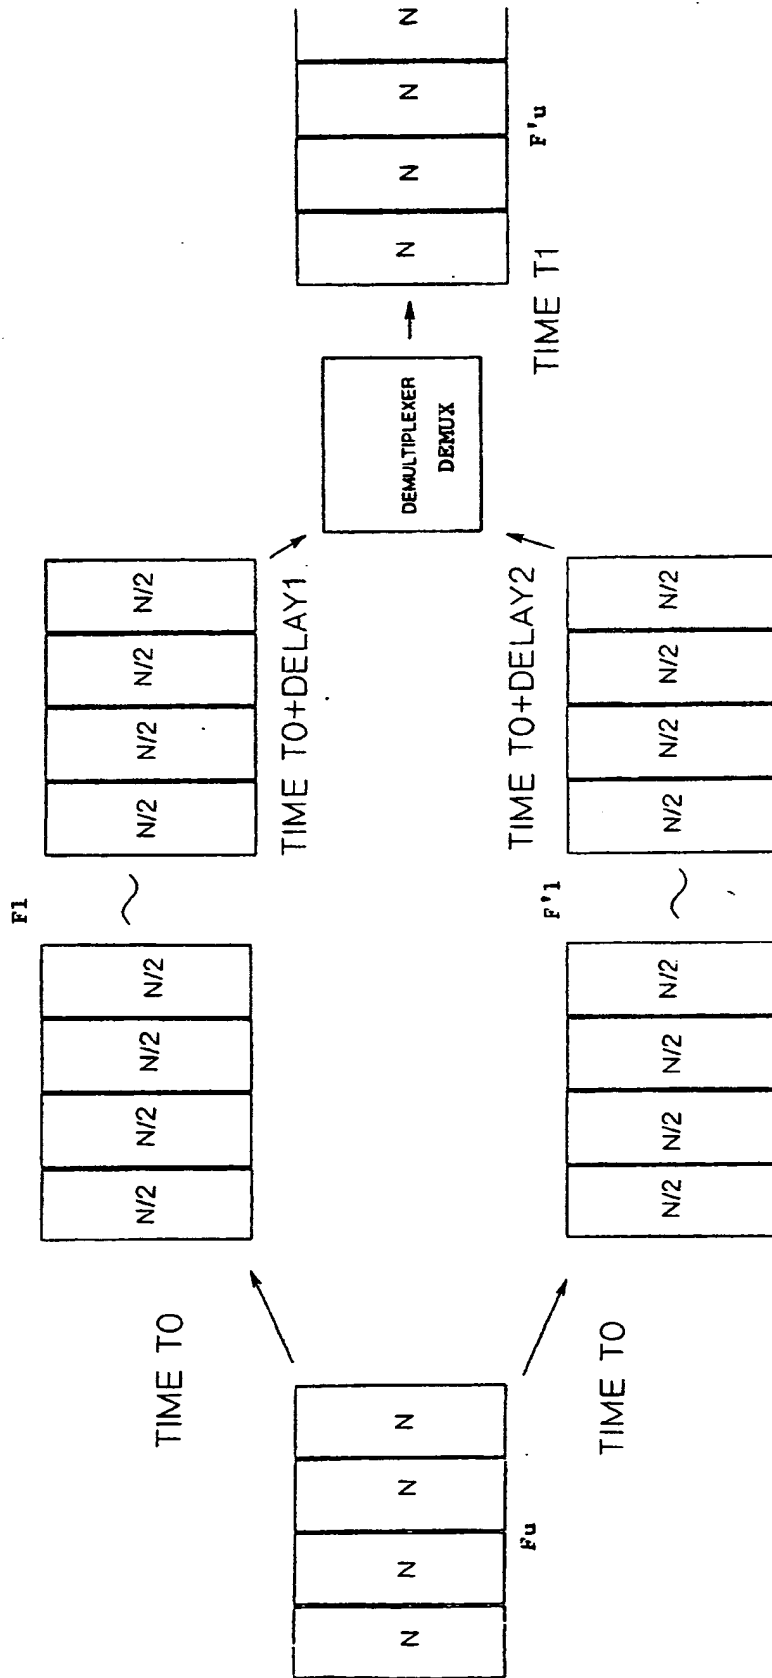 F1
N/2 N/2 N/2 N/2
~
N/2 N/2 N/2 N/2
TIME TO
TIME TO+DELAY1
N N N N
Fu
DEMULTIPLEXER
DEMUX
N N N N
F'u
TIME T1
TIME TO
TIME TO+DELAY2
F'1
N/2 N/2 N/2 N/2
~
N/2 N/2 N/2 N/2